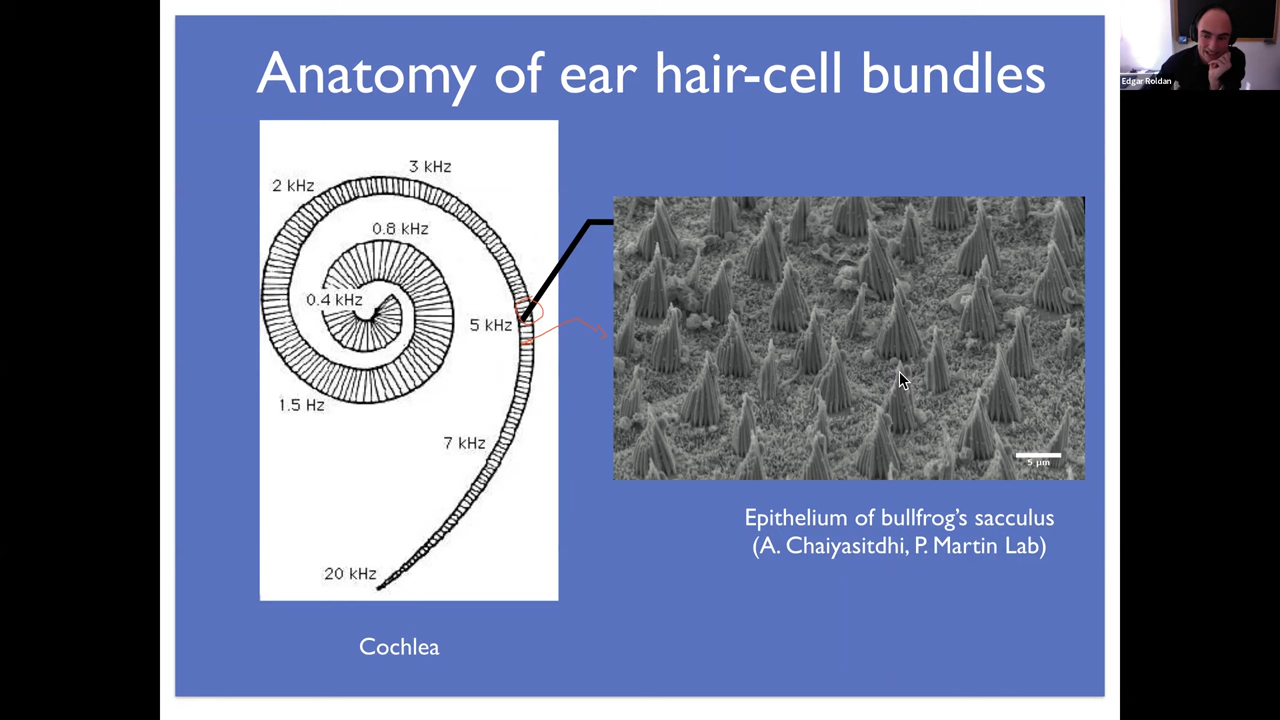 Anatomy of ear hair-cell bundles
Edgar Roldan
3 kHz
2 kHz
0.8 kHz
0.4 kHz
5 kHz
1.5 Hz
7 kHz
20 kHz
5 μm
Epithelium of bullfrog's sacculus
(A. Chaiyasitdhi, P. Martin Lab)
Cochlea